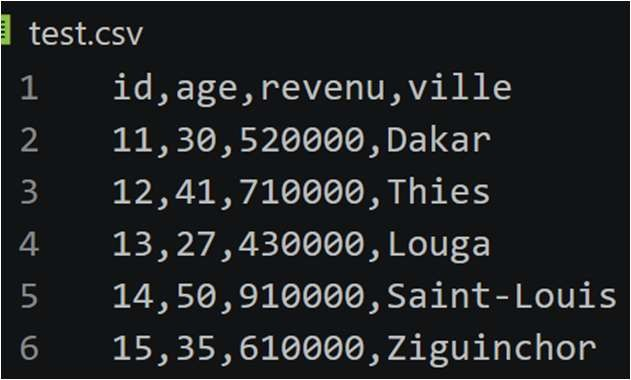 test.csv
1 id,age,revenu,ville
2 11,30,520000,Dakar
3 12,41,710000,Thies
4 13,27,430000,Louga
5 14,50,910000,Saint-Louis
6 15,35,610000,Ziguinchor